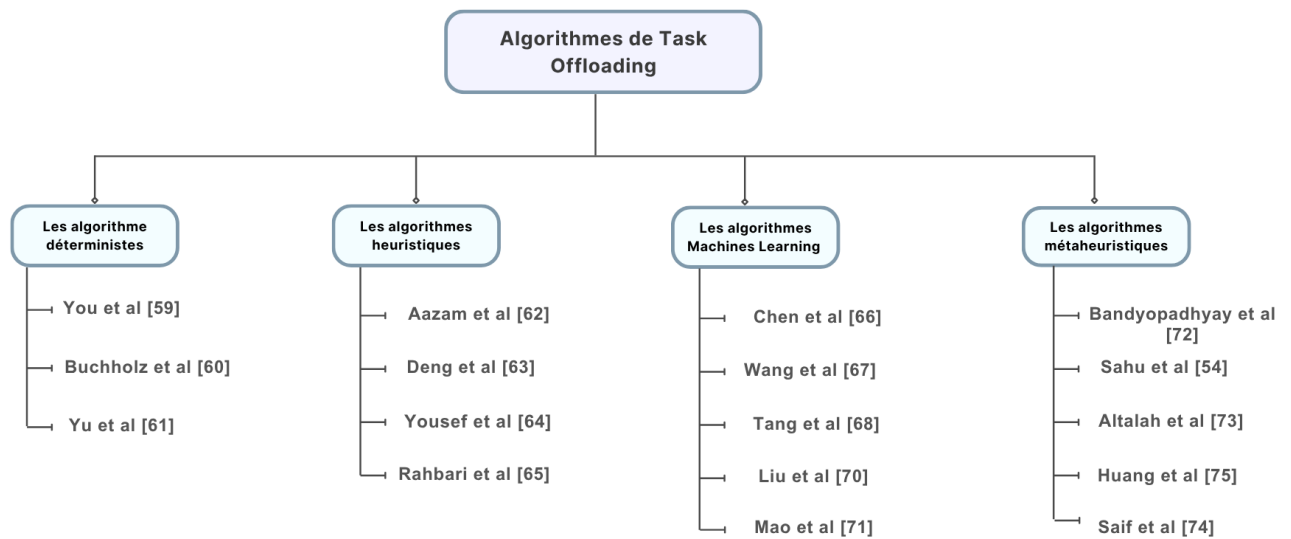 Algorithmes de Task
Offloading
Les algorithme
déterministes
You et al [59]
Buchholz et al [60]
Yu et al [61]
Les algorithmes
heuristiques
Aazam et al [62]
Deng et al [63]
Yousef et al [64]
Rahbari et al [65]
Les algorithmes
Machines Learning
Chen et al [66]
Wang et al [67]
Tang et al [68]
Liu et al [70]
Mao et al [71]
Les algorithmes
métaheuristiques
Bandyopadhyay et al
[72]
Sahu et al [54]
Altalah et al [73]
Huang et al [75]
Saif et al [74]